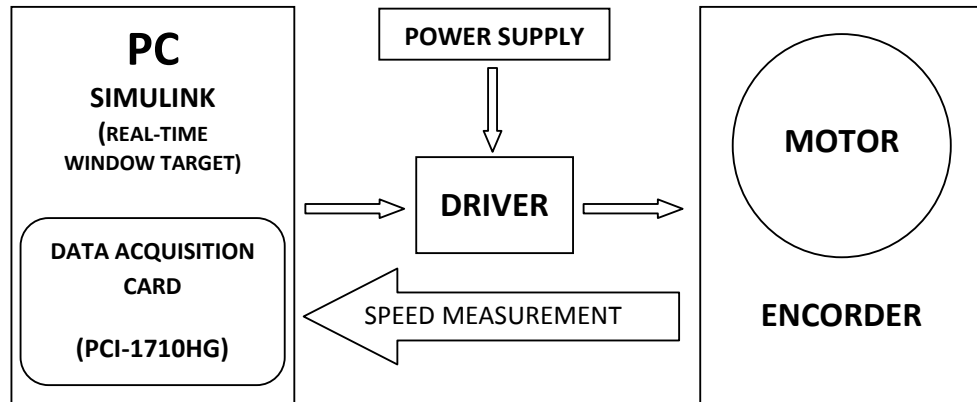 PC
SIMULINK
(REAL-TIME
WINDOW TARGET)
DATA ACQUISITION
CARD
(PCI-1710HG)
POWER SUPPLY
DRIVER
SPEED MEASUREMENT
MOTOR
ENCORDER